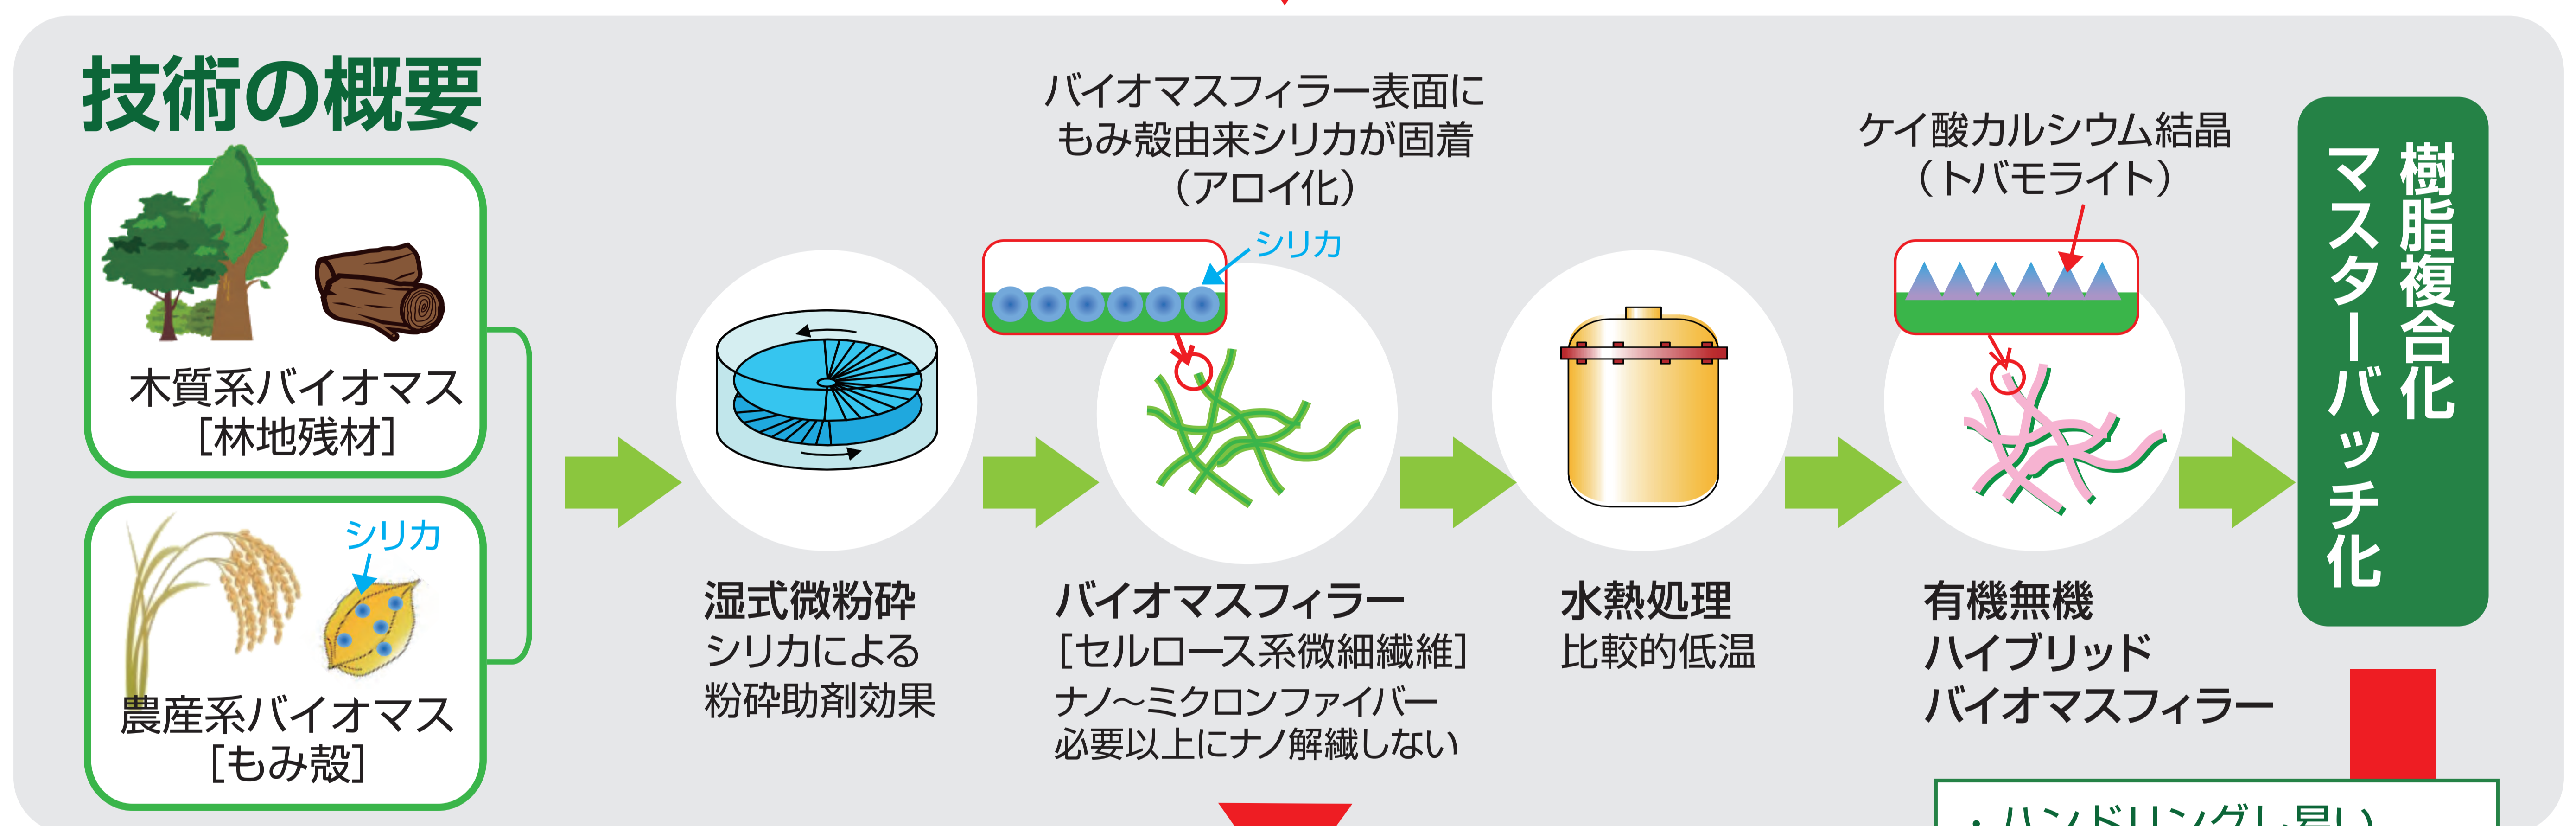 技術の概要
木質系バイオマス
［林地残材］
シリカ
農産系バイオマス
［もみ殻］
湿式微粉砕
シリカによる
粉砕助剤効果
バイオマスフィラー表面に
もみ殻由来シリカが固着
（アロイ化）
シリカ
バイオマスフィラー
［セルロース系微細繊維］
ナノ～ミクロンファイバー
必要以上にナノ解繊しない
水熱処理
比較的低温
ケイ酸カルシウム結晶
（トバモライト）
有機無機
ハイブリッド
バイオマスフィラー
樹脂複合化
マスターバッチ化
・ハンドリングし易い